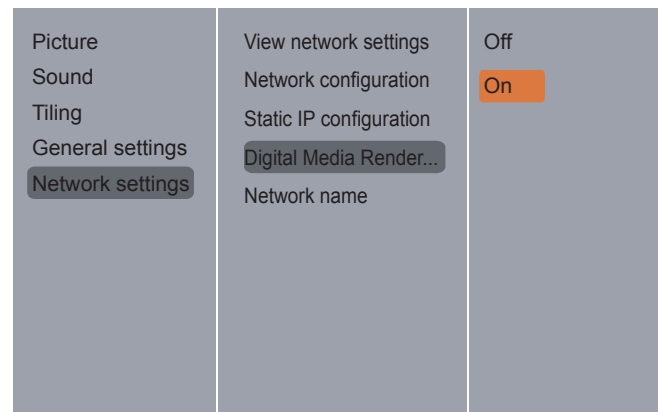 Picture
Sound
Tiling
General settings
Network settings
View network settings
Network configuration
Static IP configuration
Digital Media Render...
Network name
Off
On